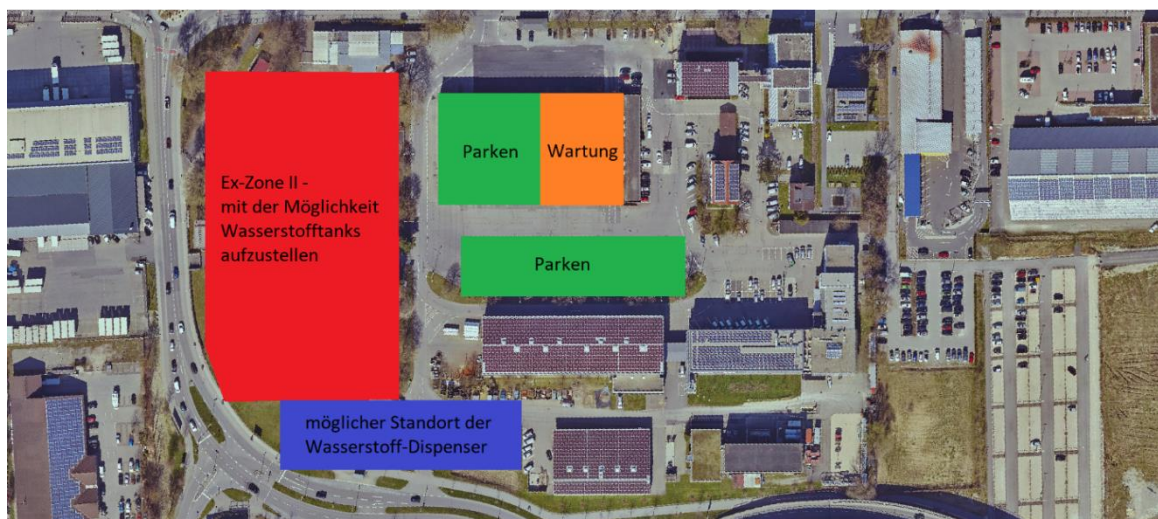 Ex-Zone II -
mit der Möglichkeit
Wasserstofftanks
aufzustellen
Parken
Wartung
Parken
möglicher Standort der
Wasserstoff-Dispenser